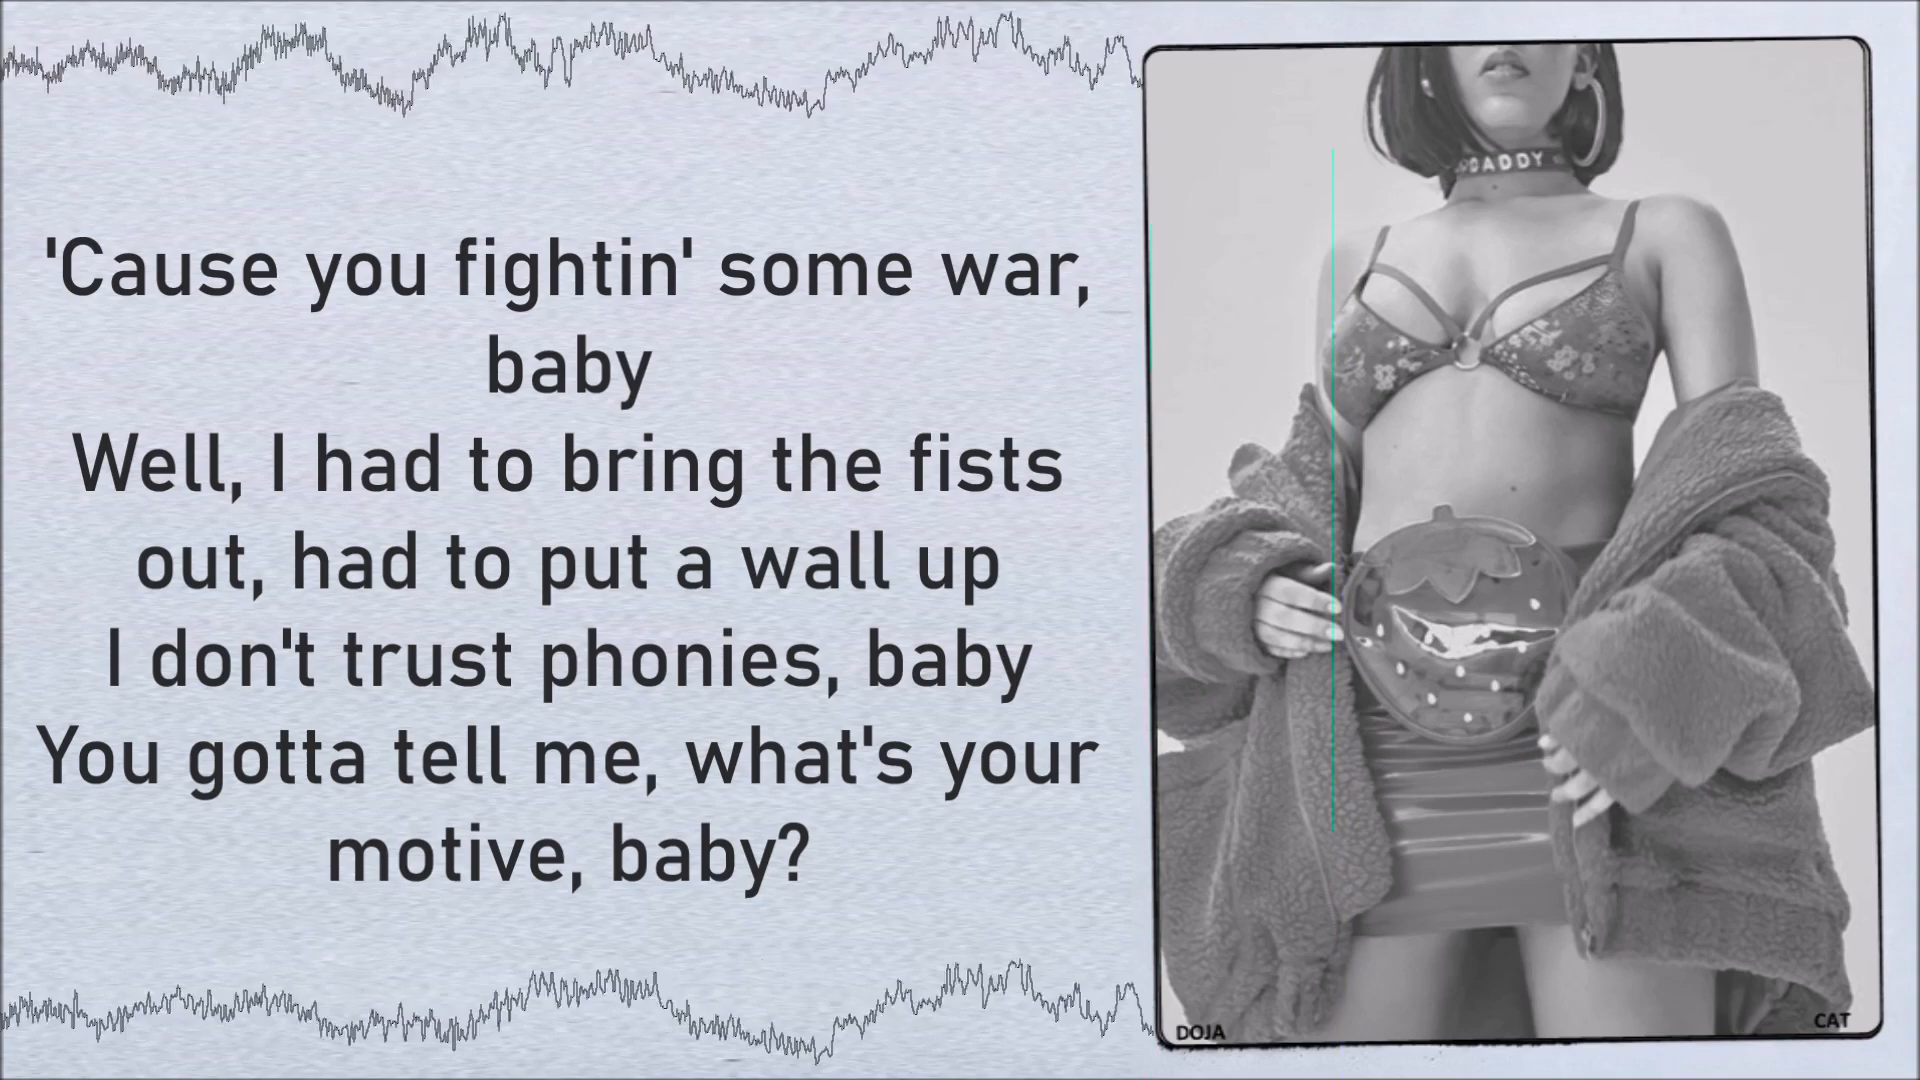 'Cause you fightin' some war,
baby
Well, I had to bring the fists
out, had to put a wall up
I don't trust phonies, baby
You gotta tell me, what's your
motive, baby?
DADDY
DOJA
CAT